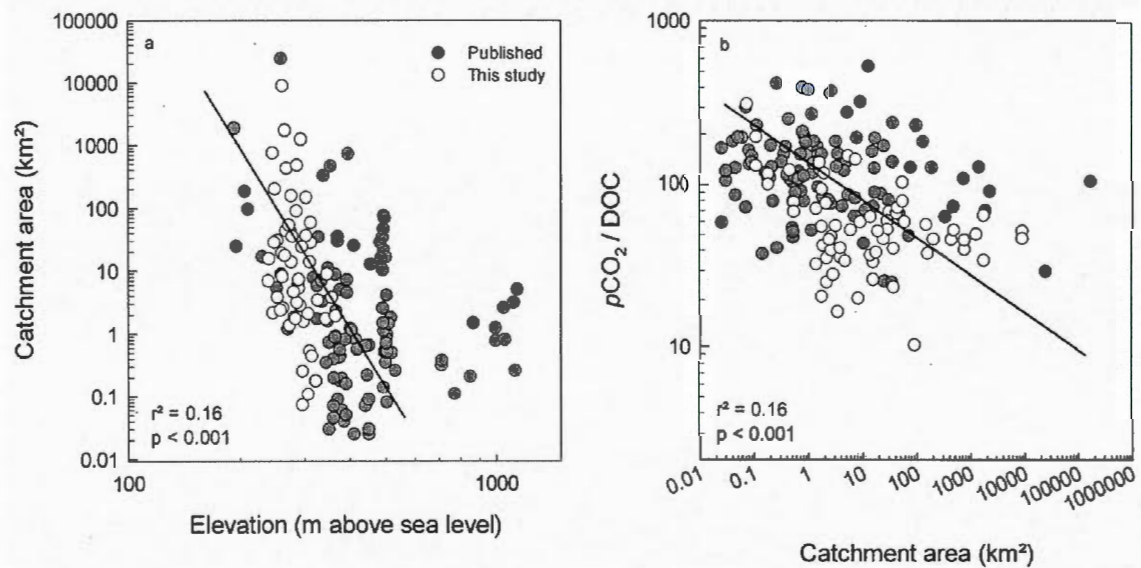 a
Published
This study
100000
10000
1000
100
10
1
0.1
0.01
Catchment area (km²)
r² = 0.16
p < 0.001
100
1000
Elevation (m above sea level)
b
1000
100
10
pCO₂ / DOC
r² = 0.16
p < 0.001
0.01
0.1
1
10
100
1000
10000
100000
1000000
Catchment area (km²)